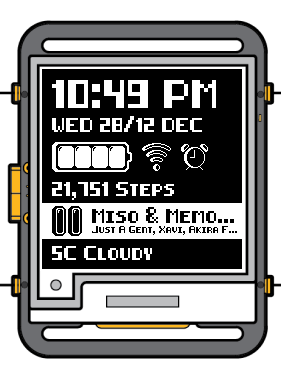 10:49 PM
WED 28/12 DEC
21,751 STEPS
MISO & MEMO...
JUST A GENT, XAVI, AKIRA F...
5C CLOUDY